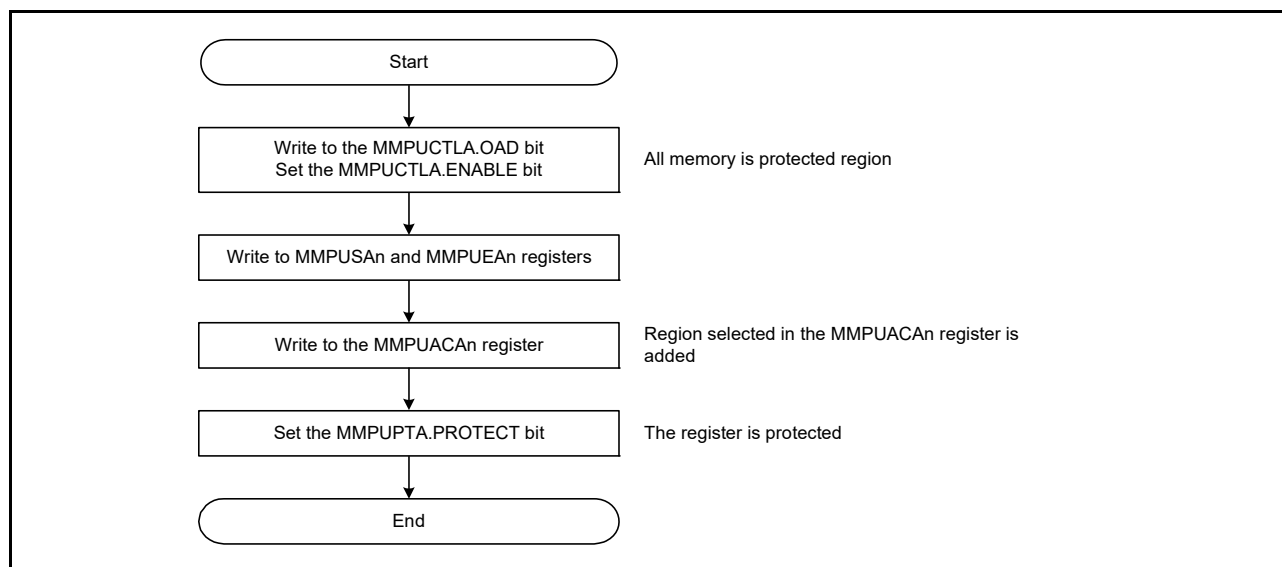 Start
Write to the MMPUCTLA.OAD bit
Set the MMPUCTLA.ENABLE bit
All memory is protected region
Write to MMPUSAn and MMPUEAn registers
Write to the MMPUACAn register
Region selected in the MMPUACAn register is
added
Set the MMPUPTA.PROTECT bit
The register is protected
End